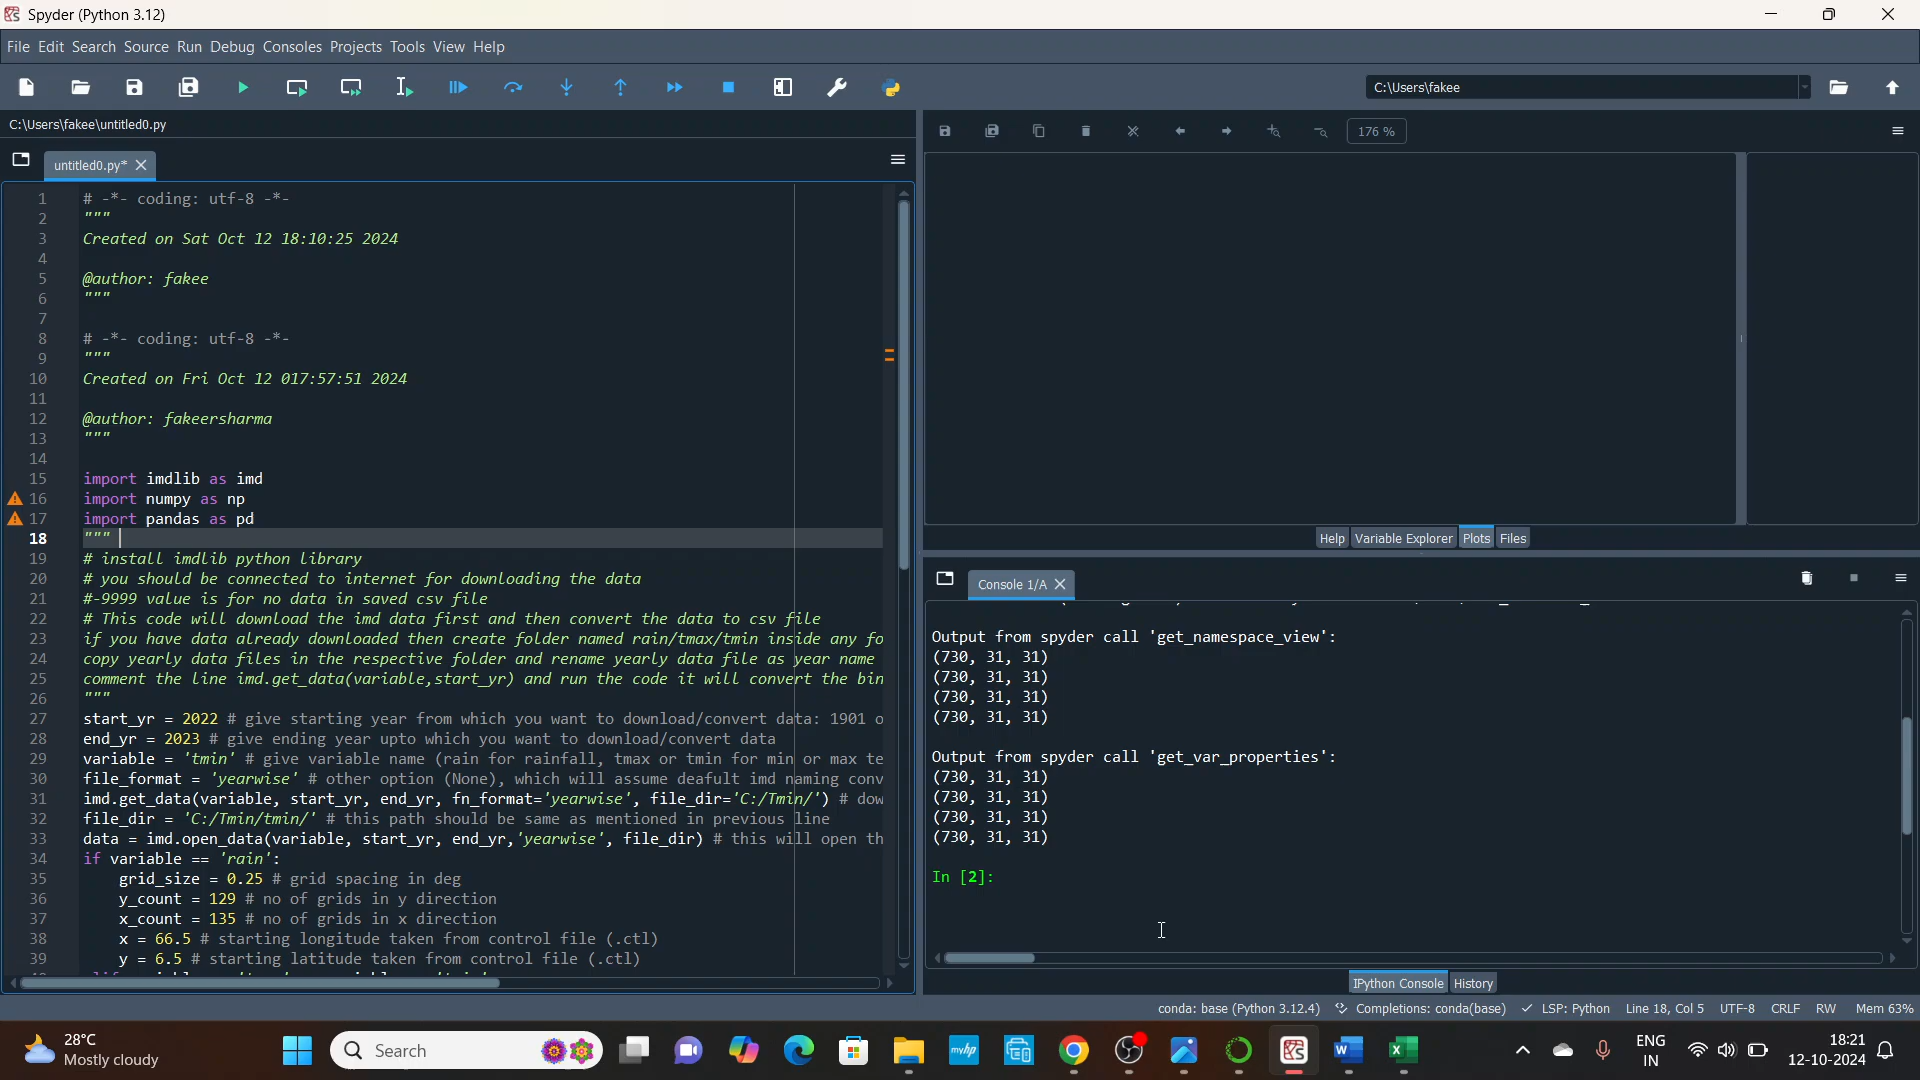 Spyder (Python 3.12)
File Edit Search Source Run Debug Consoles Projects Tools View Help
C:\Users\fakee
C:\Users\fakee\untitled0.py
untitled0.py*
1 # -*- coding: utf-8 -*-
2 """
3 Created on Sat Oct 12 18:10:25 2024
4
5 @author: fakee
6 """
7
8 # -*- coding: utf-8 -*-
9 """
10 Created on Fri Oct 12 017:57:51 2024
11
12 @author: fakeersharma
13 """
14
15 import imdlib as imd
16 import numpy as np
17 import pandas as pd
18 """
19 # install imdlib python library
20 # you should be connected to internet for downloading the data
21 #-9999 value is for no data in saved csv file
22 # This code will download the imd data first and then convert the data to csv file
23 if you have data already downloaded then create folder named rain/tmax/tmin inside any fo
24 copy yearly data files in the respective folder and rename yearly data file as year name
25 comment the line imd.get_data(variable,start_yr) and run the code it will convert the bin
26 """
27 start_yr = 2022 # give starting year from which you want to download/convert data: 1901 o
28 end_yr = 2023 # give ending year upto which you want to download/convert data
29 variable = 'tmin' # give variable name (rain for rainfall, tmax or tmin for min or max te
30 file_format = 'yearwise' # other option (None), which will assume deafult imd naming conv
31 imd.get_data(variable, start_yr, end_yr, fn_format='yearwise', file_dir='C:/Tmin/') # dow
32 file_dir = 'C:/Tmin/tmin/' # this path should be same as mentioned in previous line
33 data = imd.open_data(variable, start_yr, end_yr,'yearwise', file_dir) # this will open th
34 if variable == 'rain':
35 grid_size = 0.25 # grid spacing in deg
36 y_count = 129 # no of grids in y direction
37 x_count = 135 # no of grids in x direction
38 x = 66.5 # starting longitude taken from control file (.ctl)
39 y = 6.5 # starting latitude taken from control file (.ctl)
176 %
Help Variable Explorer Plots Files
Console 1/A
Output from spyder call 'get_namespace_view':
(730, 31, 31)
(730, 31, 31)
(730, 31, 31)
(730, 31, 31)
Output from spyder call 'get_var_properties':
(730, 31, 31)
(730, 31, 31)
(730, 31, 31)
(730, 31, 31)
In [2]:
IPython Console History
conda: base (Python 3.12.4) Completions: conda(base) LSP: Python Line 18, Col 5 UTF-8 CRLF RW Mem 63%
28°C
Mostly cloudy
Search
myhp
ENG
IN
18:21
12-10-2024